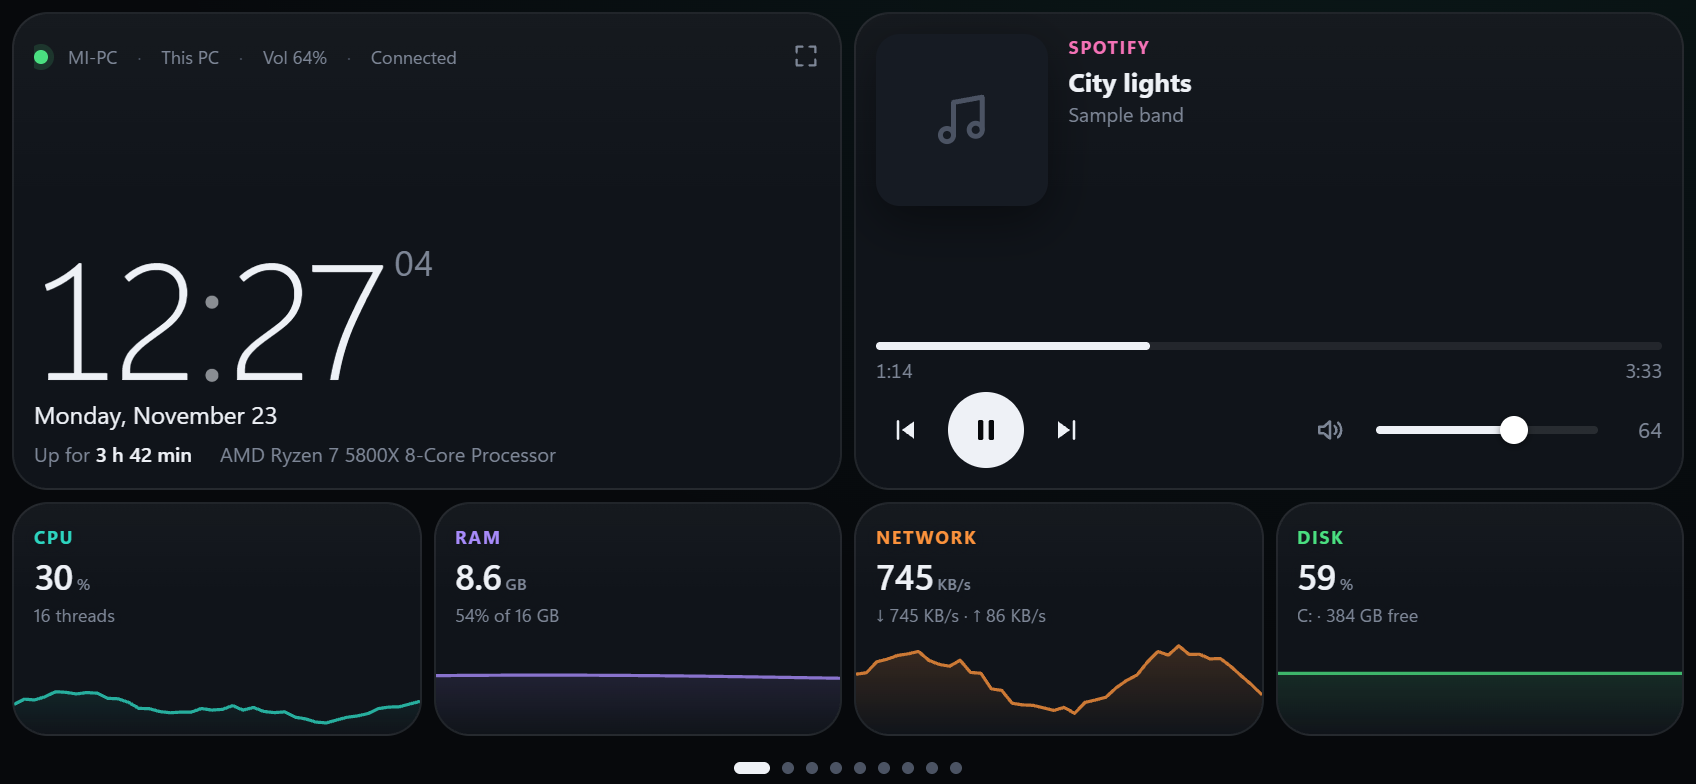 MI-PC · This PC · Vol 64% · Connected
12:27 04
Monday, November 23
Up for 3 h 42 min AMD Ryzen 7 5800X 8-Core Processor
SPOTIFY
City lights
Sample band
1:14 3:33
64
CPU
30 %
16 threads
RAM
8.6 GB
54% of 16 GB
NETWORK
745 KB/s
↓ 745 KB/s · ↑ 86 KB/s
DISK
59 %
C: · 384 GB free